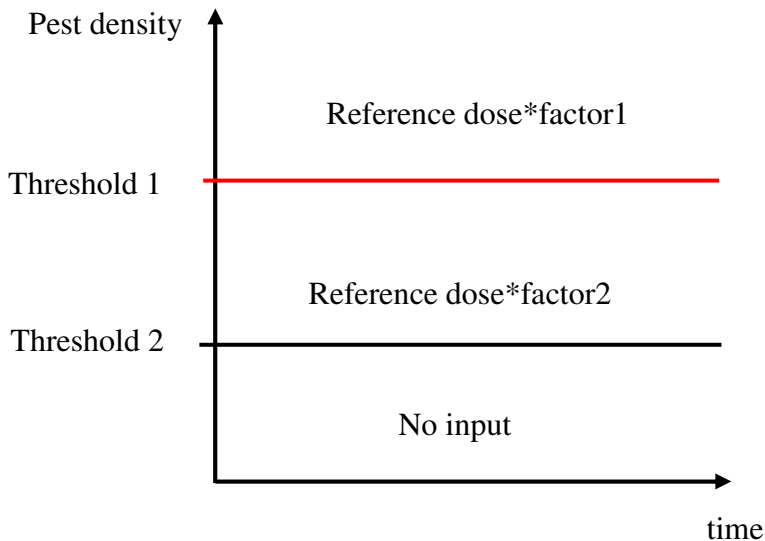 Pest density
Reference dose*factor1
Threshold 1
Reference dose*factor2
Threshold 2
No input
time